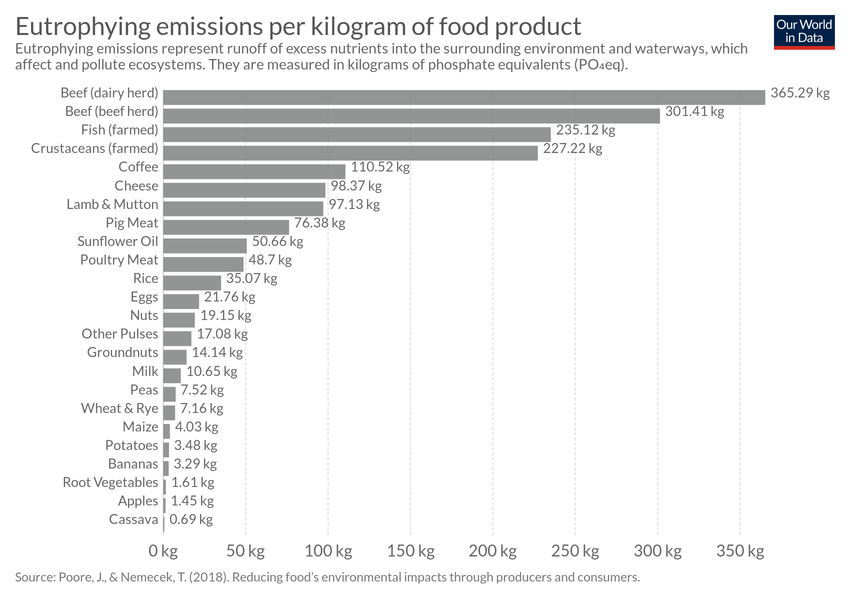 Eutrophying emissions per kilogram of food product
Our World
in Data
Eutrophying emissions represent runoff of excess nutrients into the surrounding environment and waterways, which
affect and pollute ecosystems. They are measured in kilograms of phosphate equivalents (PO₄eq).
Beef (dairy herd) 365.29 kg
Beef (beef herd) 301.41 kg
Fish (farmed) 235.12 kg
Crustaceans (farmed) 227.22 kg
Coffee 110.52 kg
Cheese 98.37 kg
Lamb & Mutton 97.13 kg
Pig Meat 76.38 kg
Sunflower Oil 50.66 kg
Poultry Meat 48.7 kg
Rice 35.07 kg
Eggs 21.76 kg
Nuts 19.15 kg
Other Pulses 17.08 kg
Groundnuts 14.14 kg
Milk 10.65 kg
Peas 7.52 kg
Wheat & Rye 7.16 kg
Maize 4.03 kg
Potatoes 3.48 kg
Bananas 3.29 kg
Root Vegetables 1.61 kg
Apples 1.45 kg
Cassava 0.69 kg
0 kg 50 kg 100 kg 150 kg 200 kg 250 kg 300 kg 350 kg
Source: Poore, J., & Nemecek, T. (2018). Reducing food's environmental impacts through producers and consumers.